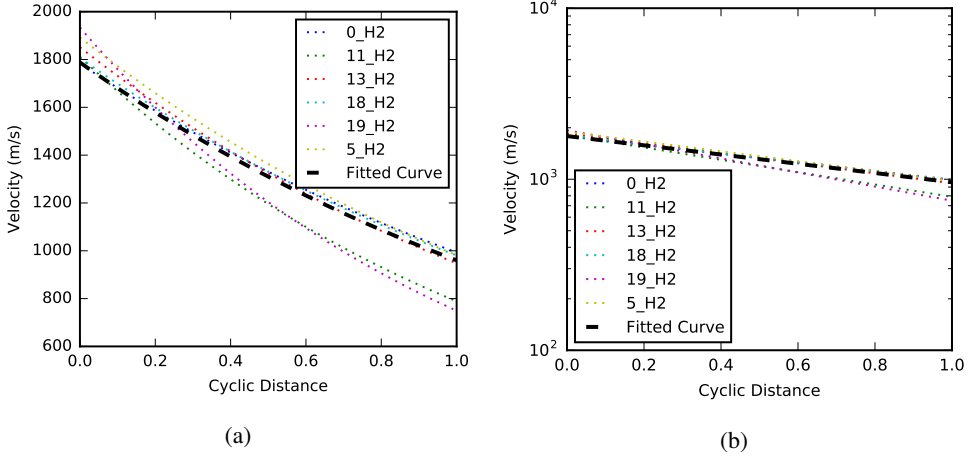 2000
1800
1600
1400
1200
1000
800
600
Velocity (m/s)
0.0 0.2 0.4 0.6 0.8 1.0
Cyclic Distance
0_H2
11_H2
13_H2
18_H2
19_H2
5_H2
Fitted Curve
(a)
10^4
10^3
10^2
Velocity (m/s)
0.0 0.2 0.4 0.6 0.8 1.0
Cyclic Distance
0_H2
11_H2
13_H2
18_H2
19_H2
5_H2
Fitted Curve
(b)